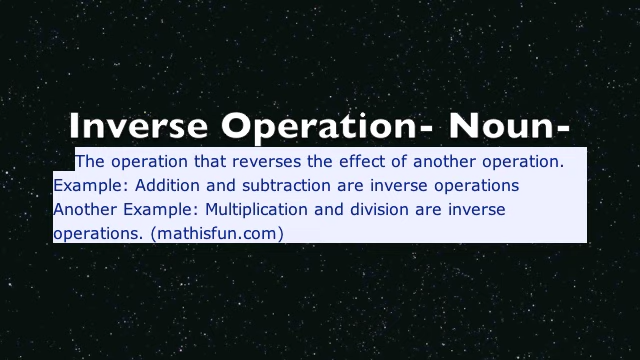 Inverse Operation- Noun-
The operation that reverses the effect of another operation.
Example: Addition and subtraction are inverse operations
Another Example: Multiplication and division are inverse
operations. (mathisfun.com)